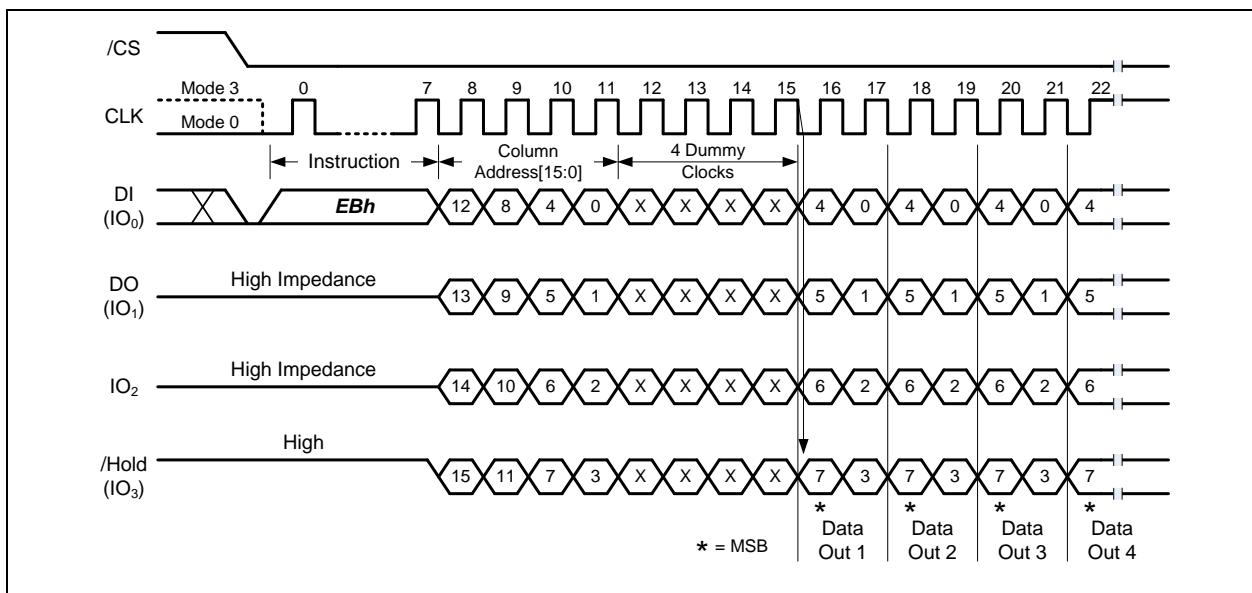 /CS
Mode 3
0 7 8 9 10 11 12 13 14 15 16 17 18 19 20 21 22
CLK
Mode 0
Instruction
Column
Address[15:0]
4 Dummy
Clocks
DI
(IO₀)
EBh 12 8 4 0 X X X X 4 0 4 0 4 0 4
DO
(IO₁)
High Impedance
13 9 5 1 X X X X 5 1 5 1 5 1 5
IO₂
High Impedance
14 10 6 2 X X X X 6 2 6 2 6 2 6
/Hold
(IO₃)
High
15 11 7 3 X X X X 7 3 7 3 7 3 7
* * * *
* = MSB
Data
Out 1
Data
Out 2
Data
Out 3
Data
Out 4